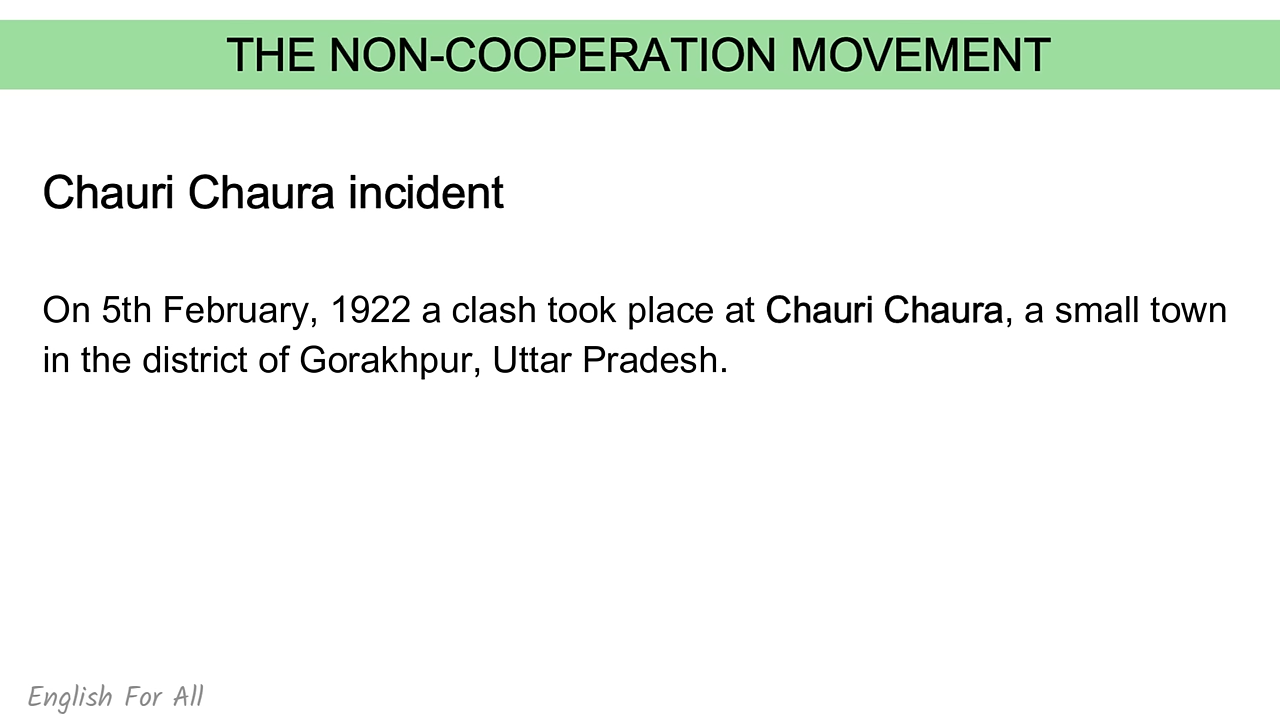 THE NON-COOPERATION MOVEMENT
Chauri Chaura incident
On 5th February, 1922 a clash took place at Chauri Chaura, a small town
in the district of Gorakhpur, Uttar Pradesh.
English For All